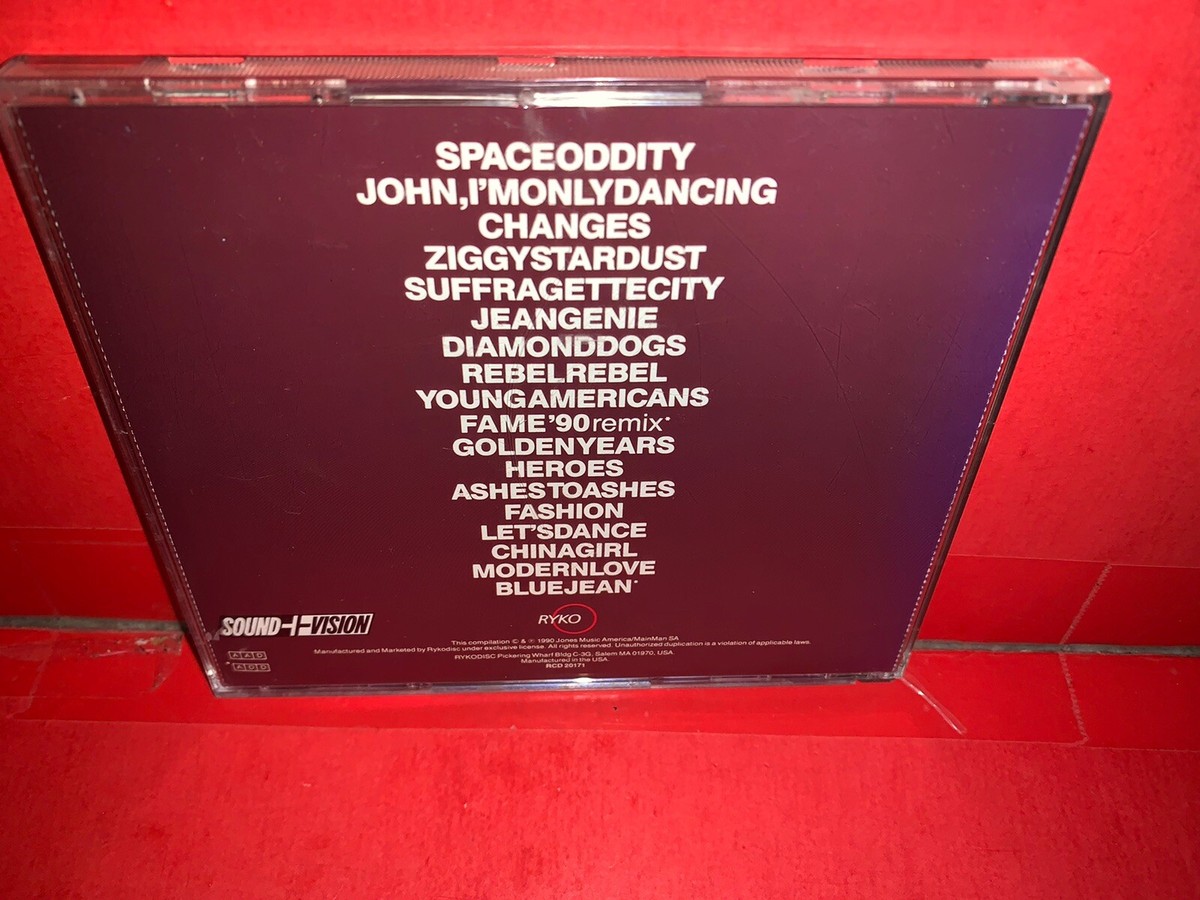 SPACEODDITY
JOHN,I'MONLYDANCING
CHANGES
ZIGGYSTARDUST
SUFFRAGETTECITY
JEANGENIE
DIAMONDDOGS
REBELREBEL
YOUNGAMERICANS
FAME'90remix*
GOLDENYEARS
HEROES
ASHESTOASHES
FASHION
LET'SDANCE
CHINAGIRL
MODERNLOVE
BLUEJEAN*
SOUND+VISION
RYKO
This compilation © & ℗ 1990 Jones Music America/MainMan SA
Manufactured and Marketed by Rykodisc under exclusive license. All rights reserved. Unauthorized duplication is a violation of applicable laws.
RYKODISC Pickering Wharf Bldg C-3G, Salem MA 01970, USA
Manufactured in the USA.
RCD 20171
AAD
*ADD